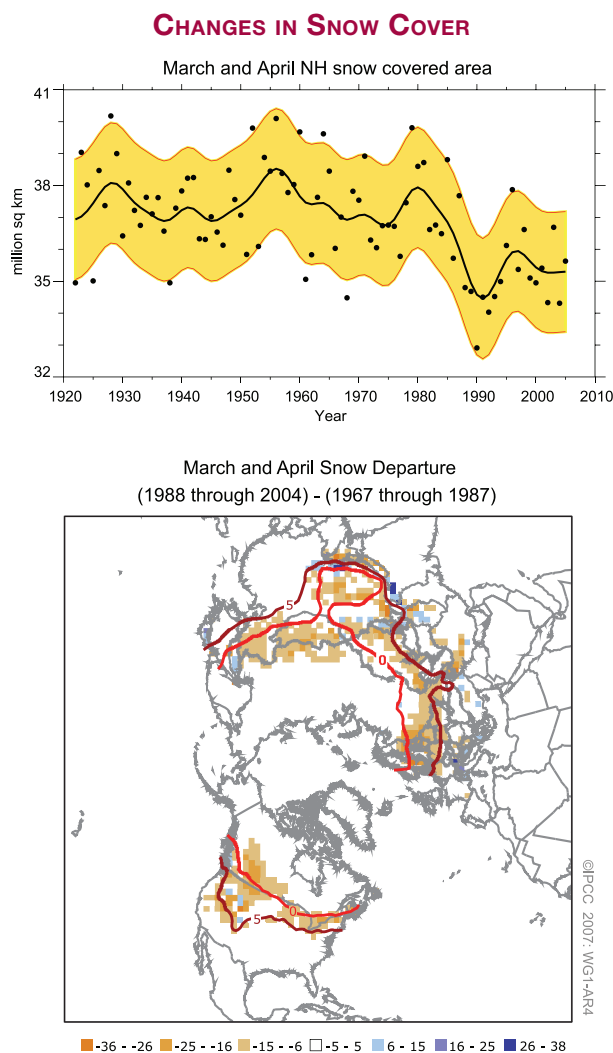 CHANGES IN SNOW COVER
March and April NH snow covered area
41
38
35
32
million sq km
1920 1930 1940 1950 1960 1970 1980 1990 2000 2010
Year
March and April Snow Departure
(1988 through 2004) - (1967 through 1987)
5
0
0
5
©IPCC 2007: WG1-AR4
-36 - -26 -25 - -16 -15 - -6 -5 - 5 6 - 15 16 - 25 26 - 38